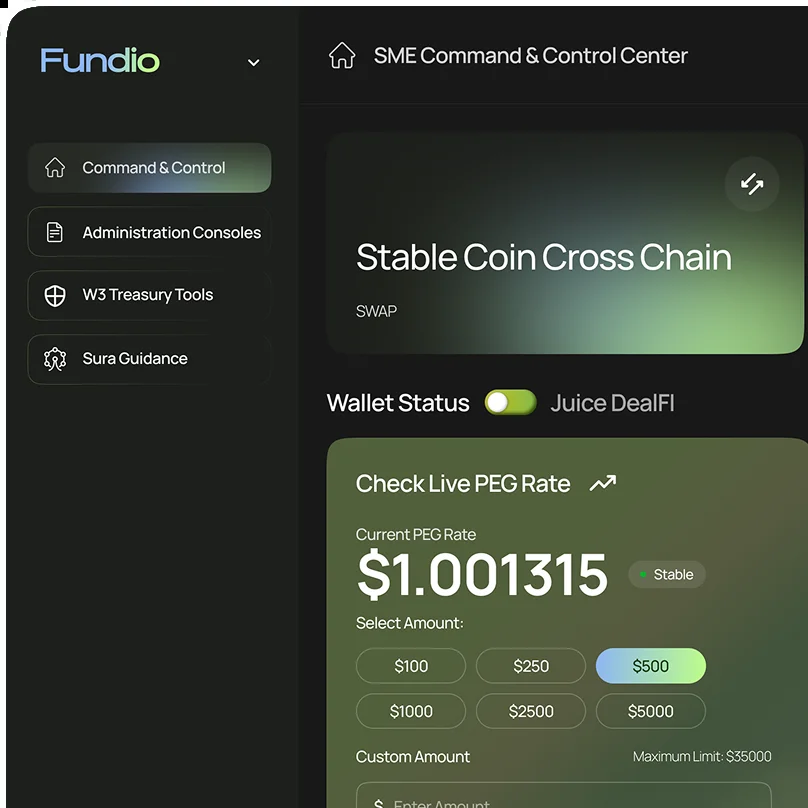 Fundio
SME Command & Control Center
Command & Control
Administration Consoles
W3 Treasury Tools
Sura Guidance
Stable Coin Cross Chain
SWAP
Wallet Status Juice DealFI
Check Live PEG Rate
Current PEG Rate
$1.001315 Stable
Select Amount:
$100 $250 $500
$1000 $2500 $5000
Custom Amount Maximum Limit: $35000
$ Enter Amount